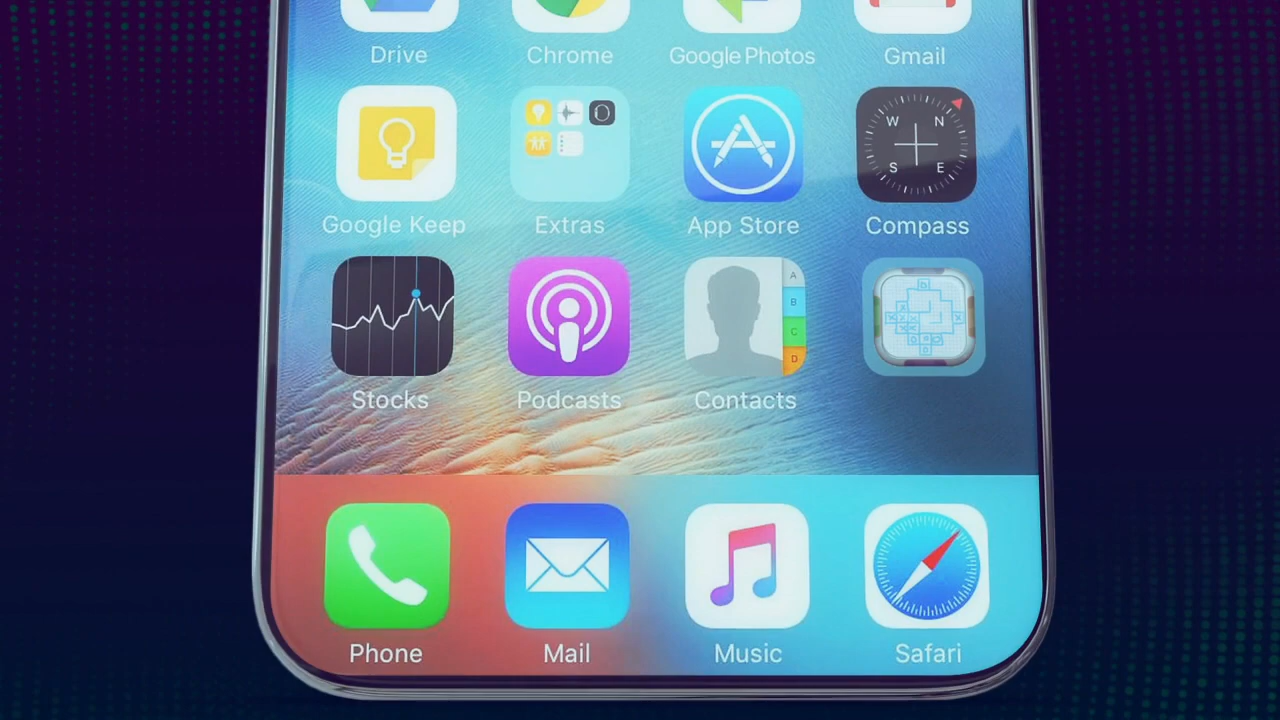 Drive Chrome Google Photos Gmail
Google Keep Extras App Store Compass
W N
S E
Stocks Podcasts Contacts
A
B
C
D
Phone Mail Music Safari